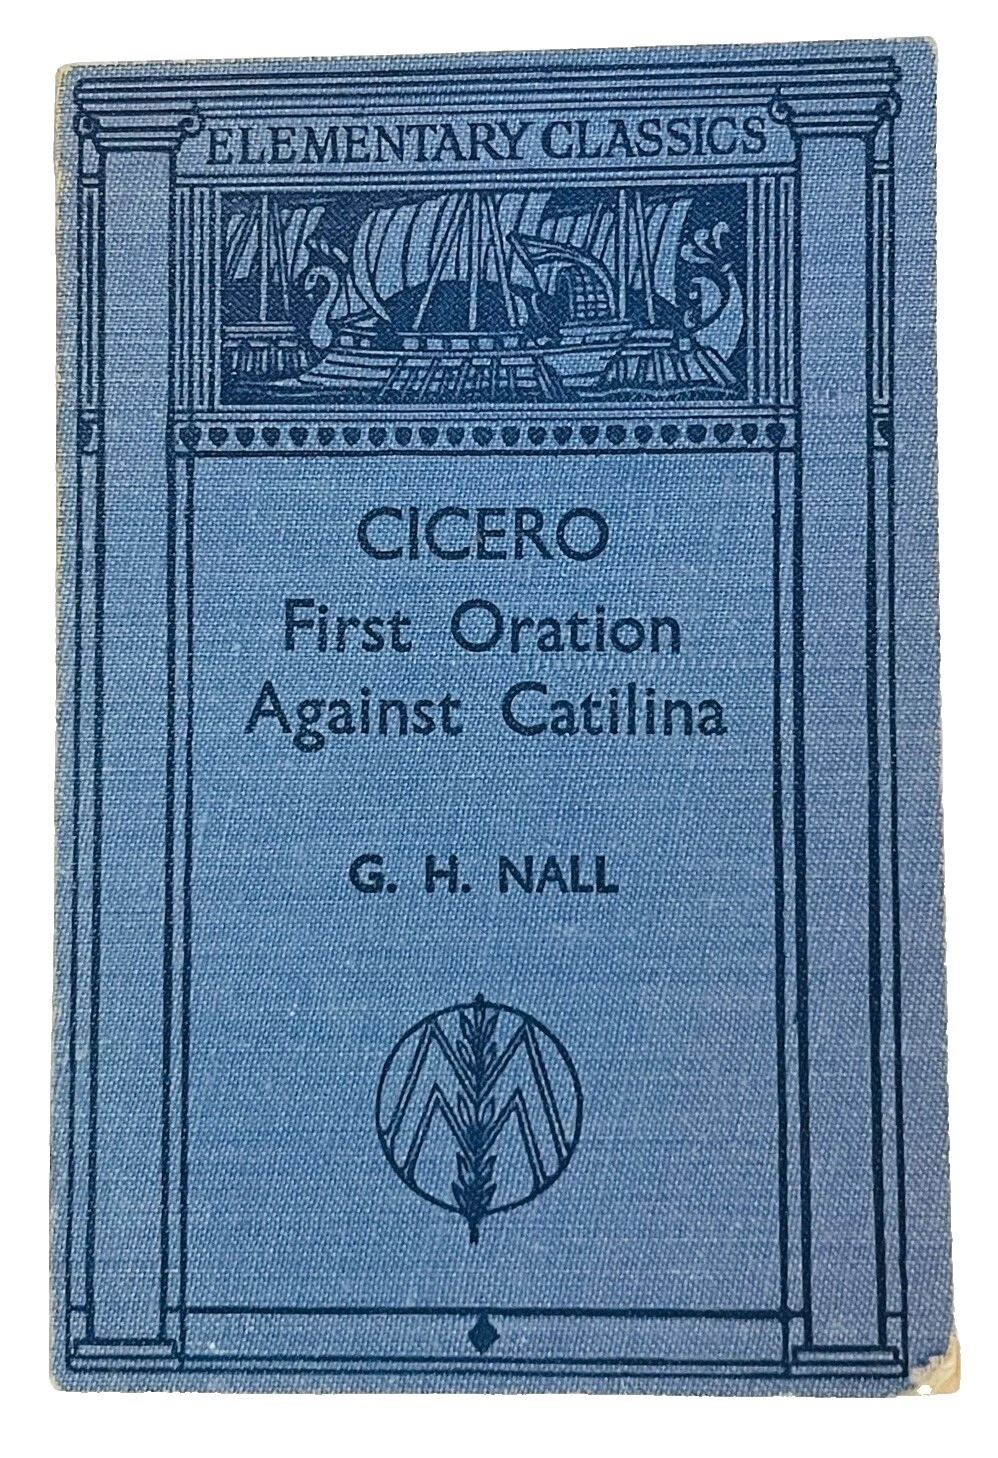 ELEMENTARY CLASSICS
CICERO
First Oration
Against Catilina
G. H. NALL
M M